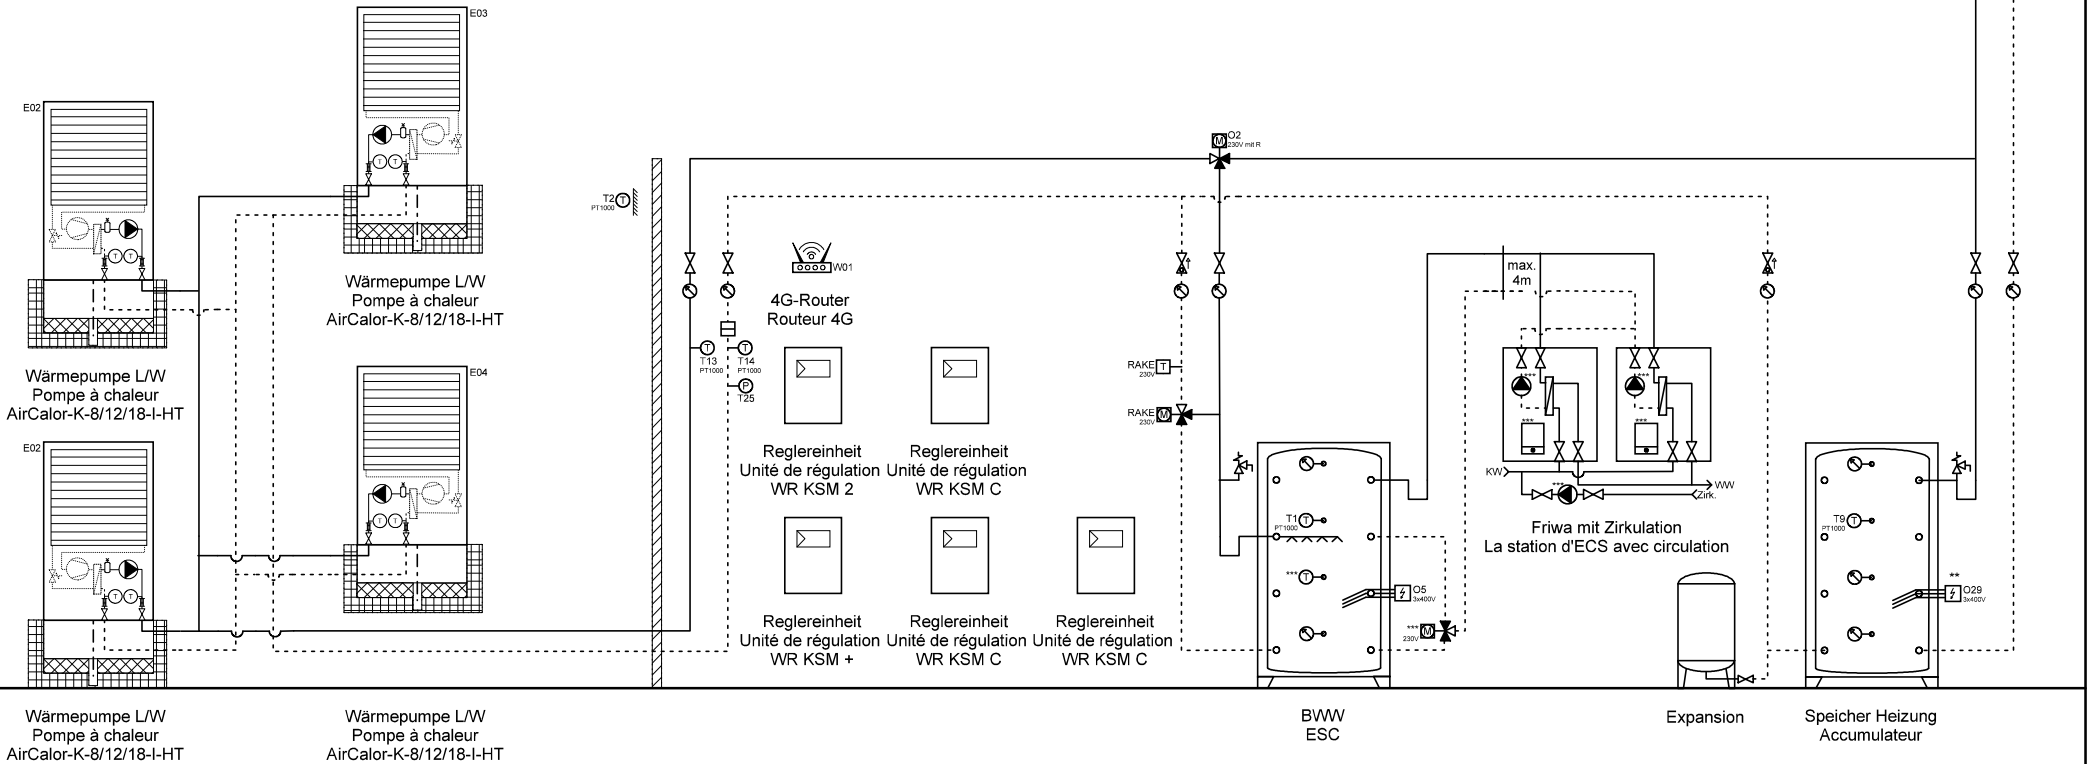 E03
E02
Wärmepumpe L/W
Pompe à chaleur
AirCalor-K-8/12/18-I-HT
Wärmepumpe L/W
Pompe à chaleur
AirCalor-K-8/12/18-I-HT
E02
E04
Wärmepumpe L/W
Pompe à chaleur
AirCalor-K-8/12/18-I-HT
Wärmepumpe L/W
Pompe à chaleur
AirCalor-K-8/12/18-I-HT
T T
T T
T T
T T
T2
PT1000
T
T
T13
PT1000
T
T14
PT1000
P
T25
W01
4G-Router
Routeur 4G
Reglereinheit
Unité de régulation
WR KSM 2
Reglereinheit
Unité de régulation
WR KSM C
Reglereinheit
Unité de régulation
WR KSM +
Reglereinheit
Unité de régulation
WR KSM C
Reglereinheit
Unité de régulation
WR KSM C
M
O2
230V mit R
RAKE
230V
T
RAKE
230V
M
T1
PT1000
T
***
T
O5
3x400V
***
230V
M
BWW
ESC
max.
4m
***
***
***
***
KW
***
WW
Zirk.
Friwa mit Zirkulation
La station d'ECS avec circulation
Expansion
T9
PT1000
T
**
O29
3x400V
Speicher Heizung
Accumulateur